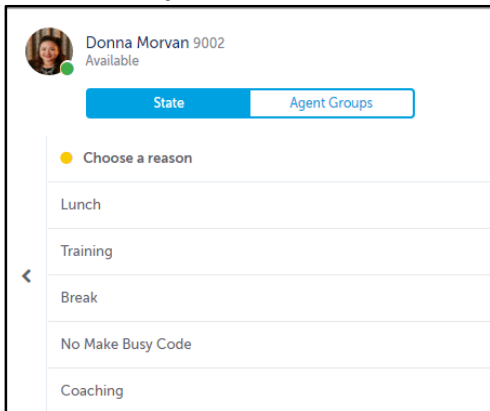 Donna Morvan 9002
Available
State
Agent Groups
Choose a reason
Lunch
Training
Break
No Make Busy Code
Coaching